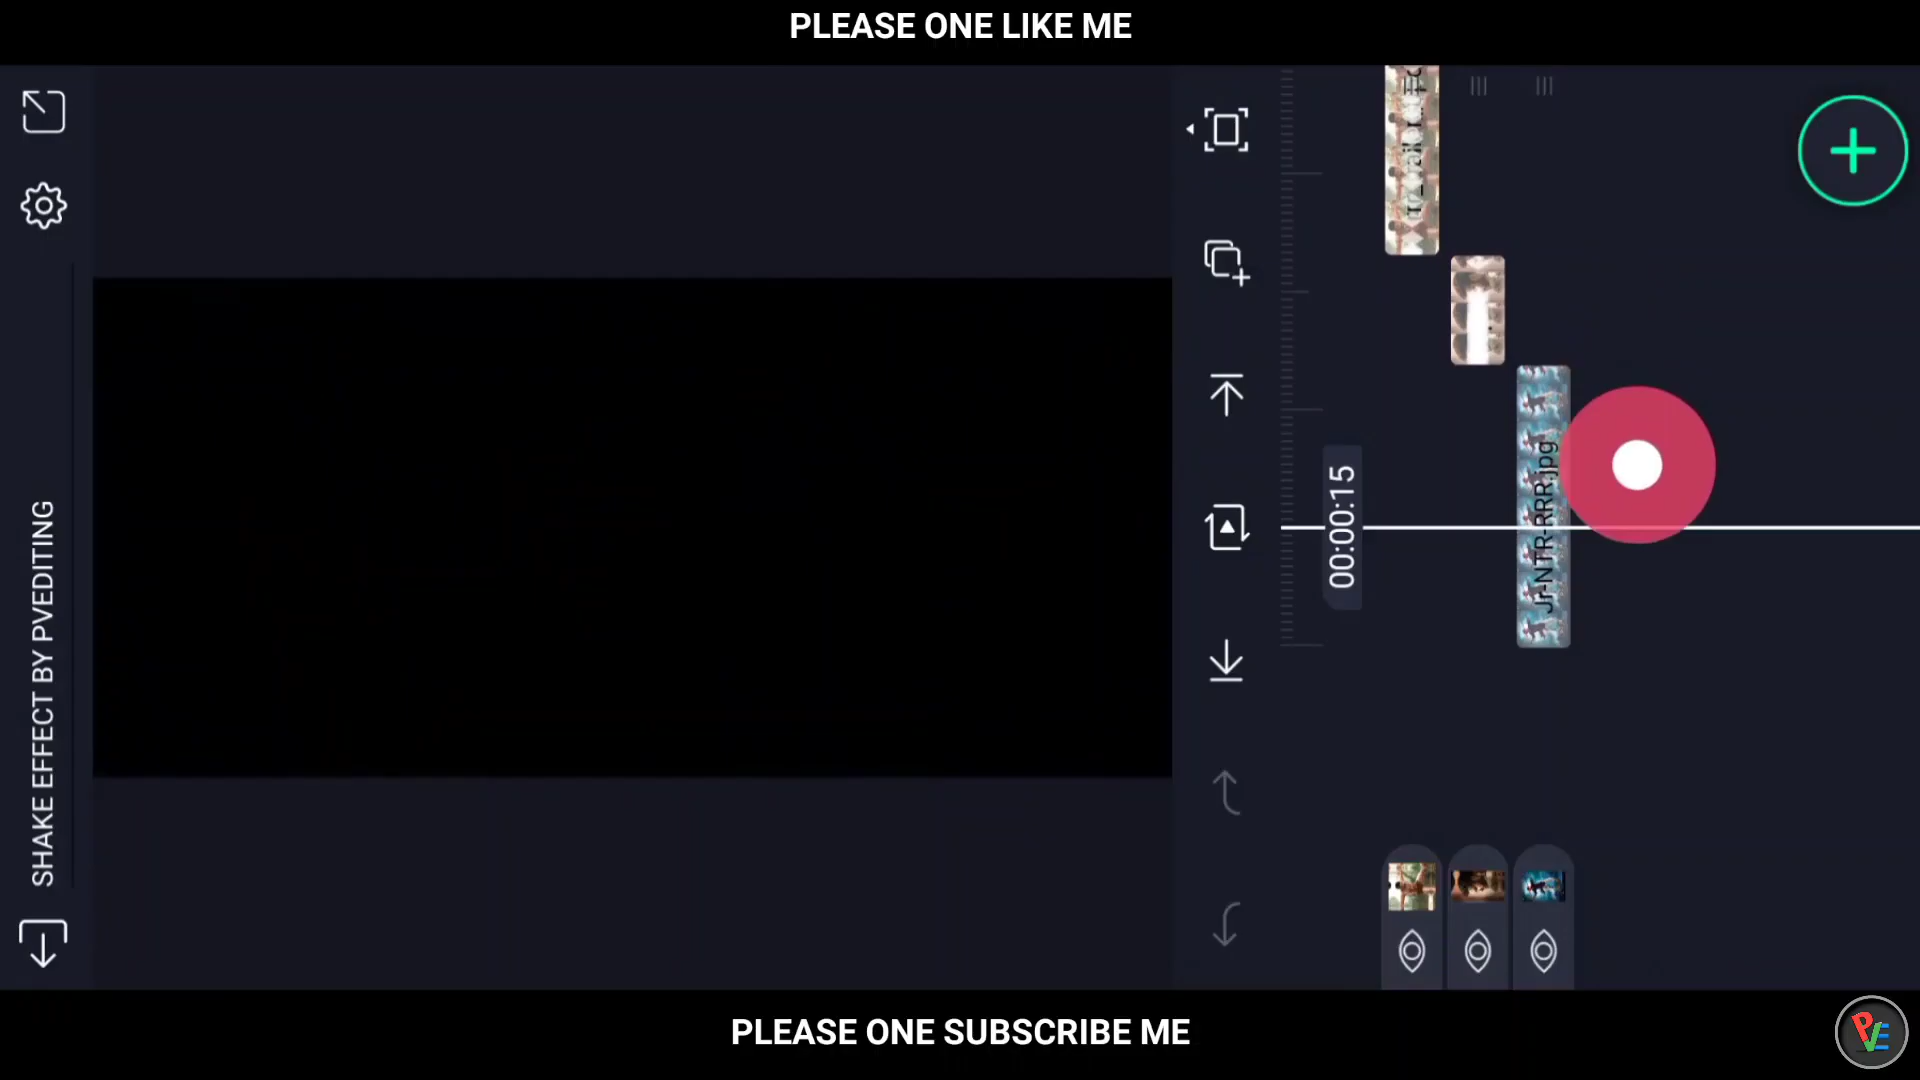 PLEASE ONE LIKE ME
SHAKE EFFECT BY PVEDITING
00:00:15
Jr-NTR-RRR.jpg
PLEASE ONE SUBSCRIBE ME
PVE